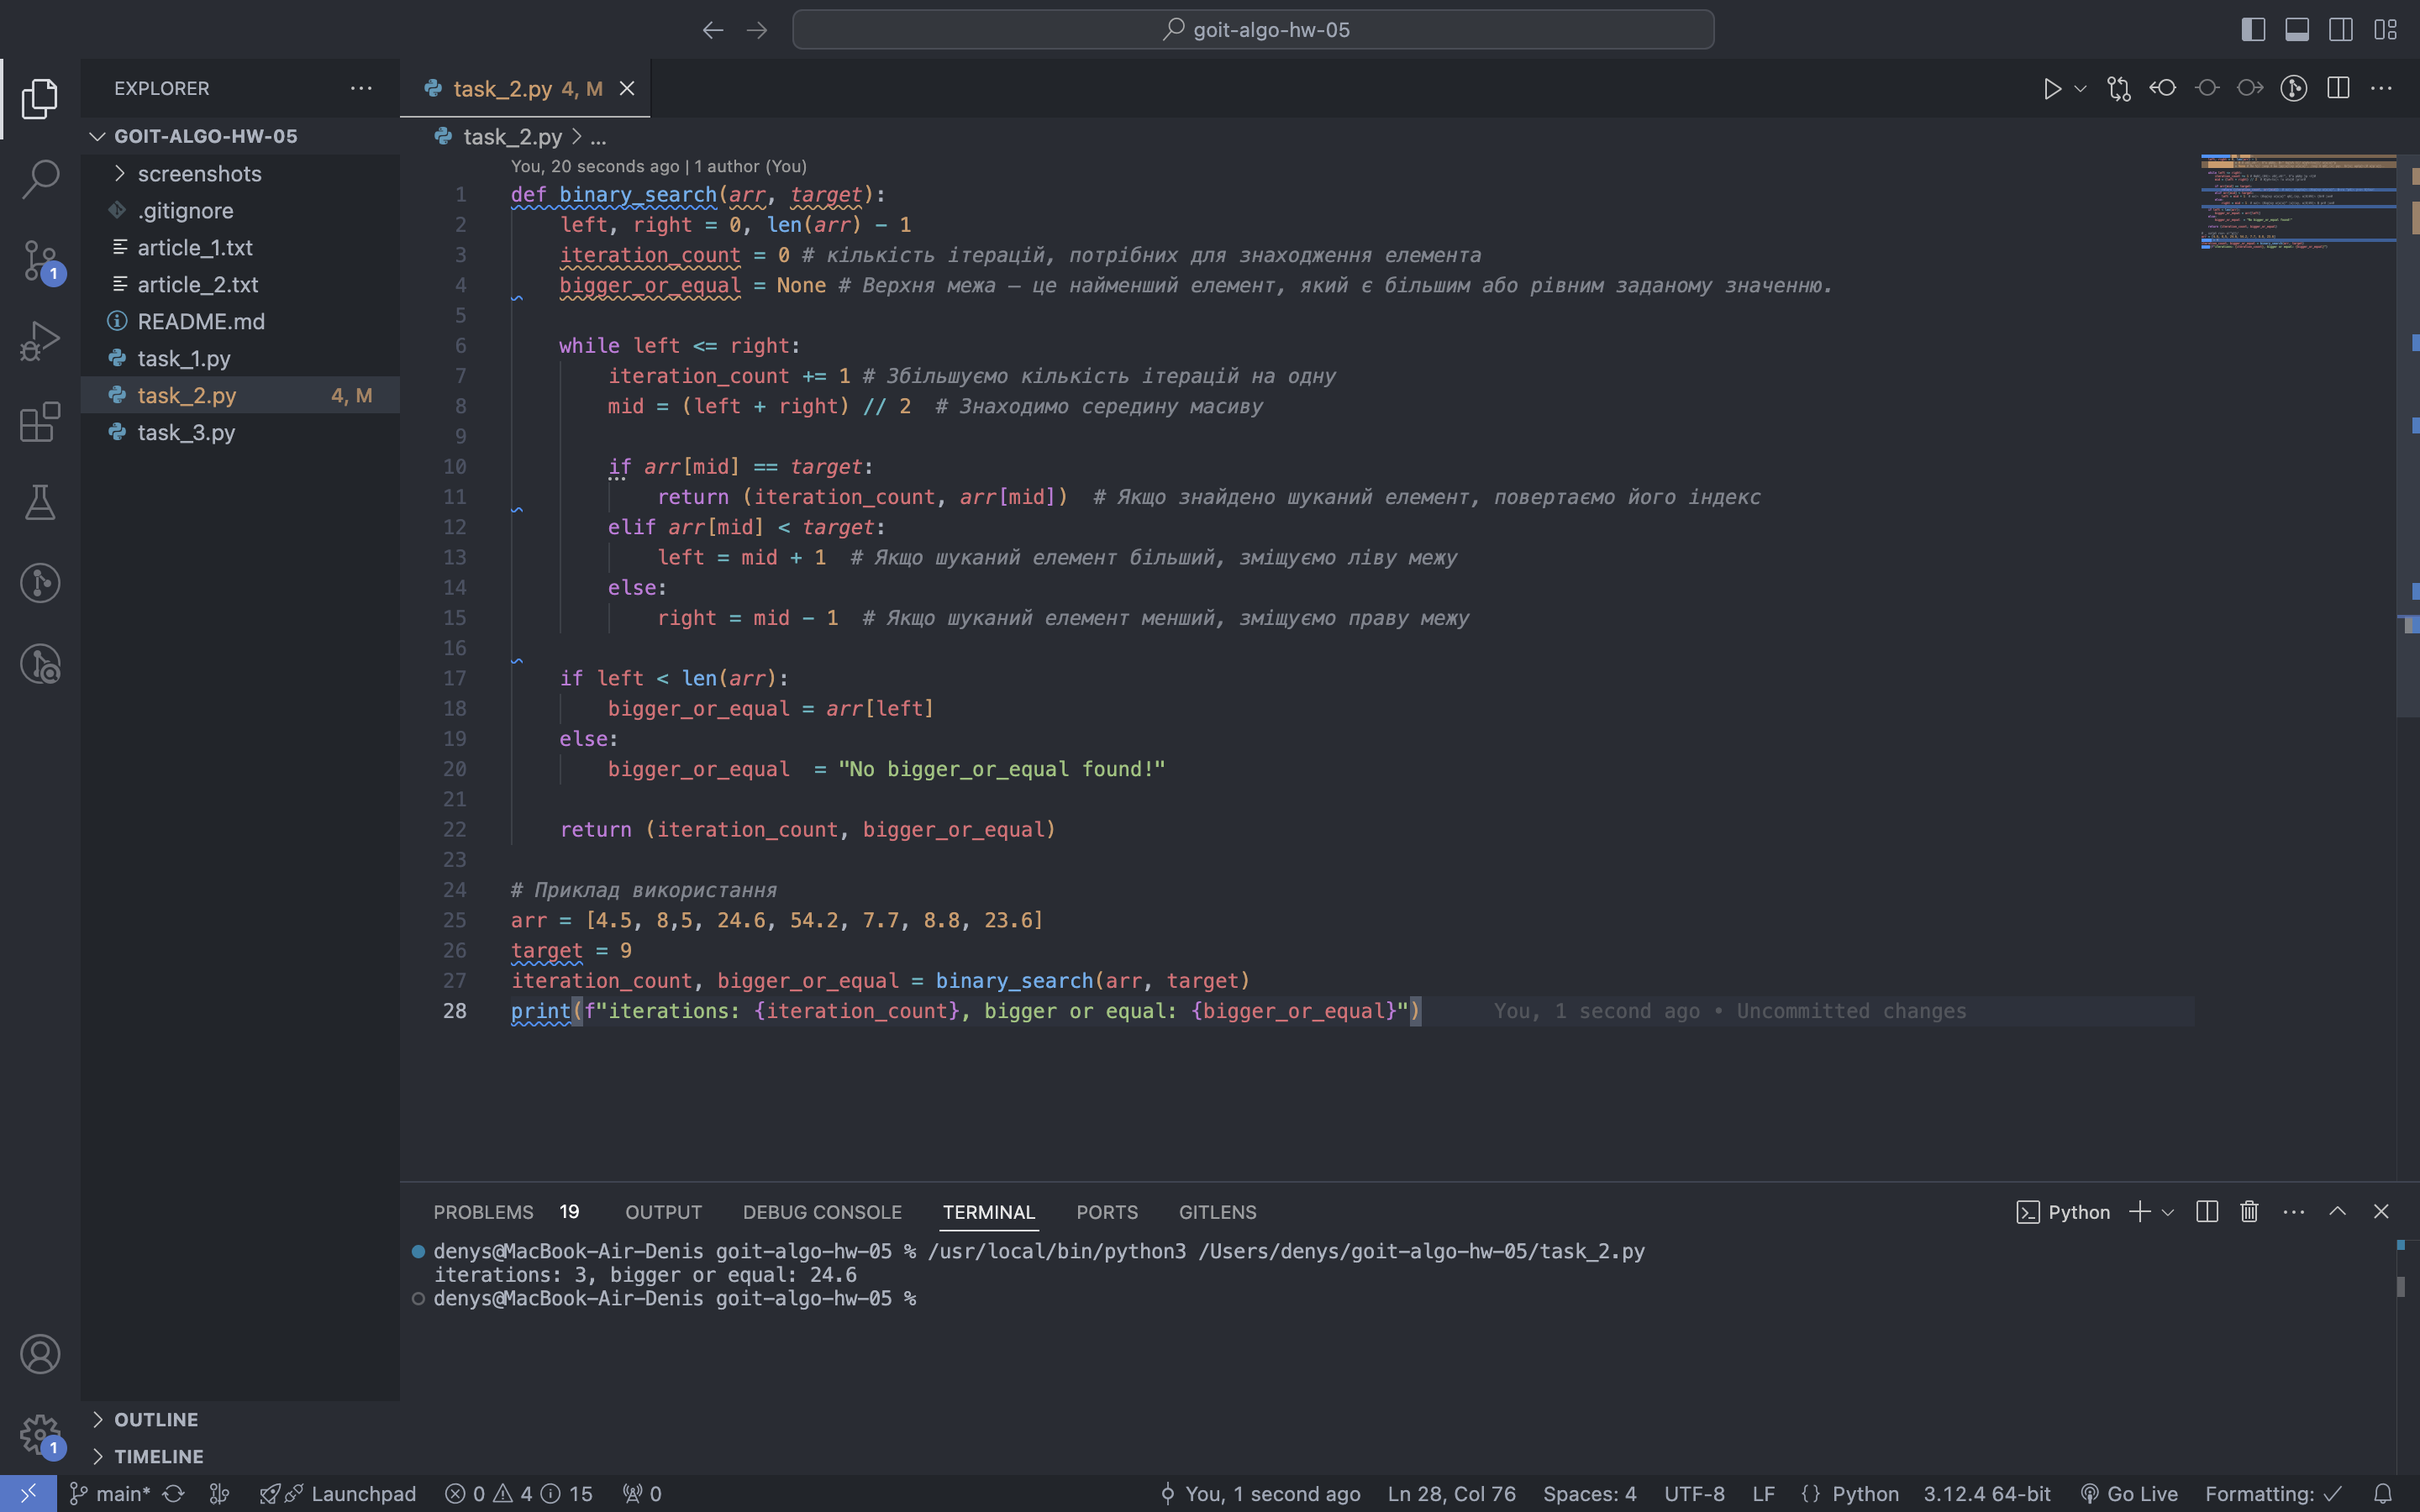 goit-algo-hw-05
EXPLORER
GOIT-ALGO-HW-05
screenshots
.gitignore
article_1.txt
article_2.txt
README.md
task_1.py
task_2.py 4, M
task_3.py
OUTLINE
TIMELINE
1
1
task_2.py 4, M
task_2.py > ...
You, 20 seconds ago | 1 author (You)
1 def binary_search(arr, target):
2 left, right = 0, len(arr) - 1
3 iteration_count = 0 # кількість ітерацій, потрібних для знаходження елемента
4 bigger_or_equal = None # Верхня межа — це найменший елемент, який є більшим або рівним заданому значенню.
5
6 while left <= right:
7 iteration_count += 1 # Збільшуємо кількість ітерацій на одну
8 mid = (left + right) // 2  # Знаходимо середину масиву
9
10 if arr[mid] == target:
11 return (iteration_count, arr[mid])  # Якщо знайдено шуканий елемент, повертаємо його індекс
12 elif arr[mid] < target:
13 left = mid + 1  # Якщо шуканий елемент більший, зміщуємо ліву межу
14 else:
15 right = mid - 1  # Якщо шуканий елемент менший, зміщуємо праву межу
16
17 if left < len(arr):
18 bigger_or_equal = arr[left]
19 else:
20 bigger_or_equal  = "No bigger_or_equal found!"
21
22 return (iteration_count, bigger_or_equal)
23
24 # Приклад використання
25 arr = [4.5, 8,5, 24.6, 54.2, 7.7, 8.8, 23.6]
26 target = 9
27 iteration_count, bigger_or_equal = binary_search(arr, target)
28 print(f"iterations: {iteration_count}, bigger or equal: {bigger_or_equal}") You, 1 second ago • Uncommitted changes
PROBLEMS 19 OUTPUT DEBUG CONSOLE TERMINAL PORTS GITLENS Python
denys@MacBook-Air-Denis goit-algo-hw-05 % /usr/local/bin/python3 /Users/denys/goit-algo-hw-05/task_2.py
iterations: 3, bigger or equal: 24.6
denys@MacBook-Air-Denis goit-algo-hw-05 %
main* Launchpad 0 4 15 0 You, 1 second ago Ln 28, Col 76 Spaces: 4 UTF-8 LF {} Python 3.12.4 64-bit Go Live Formatting: ✓